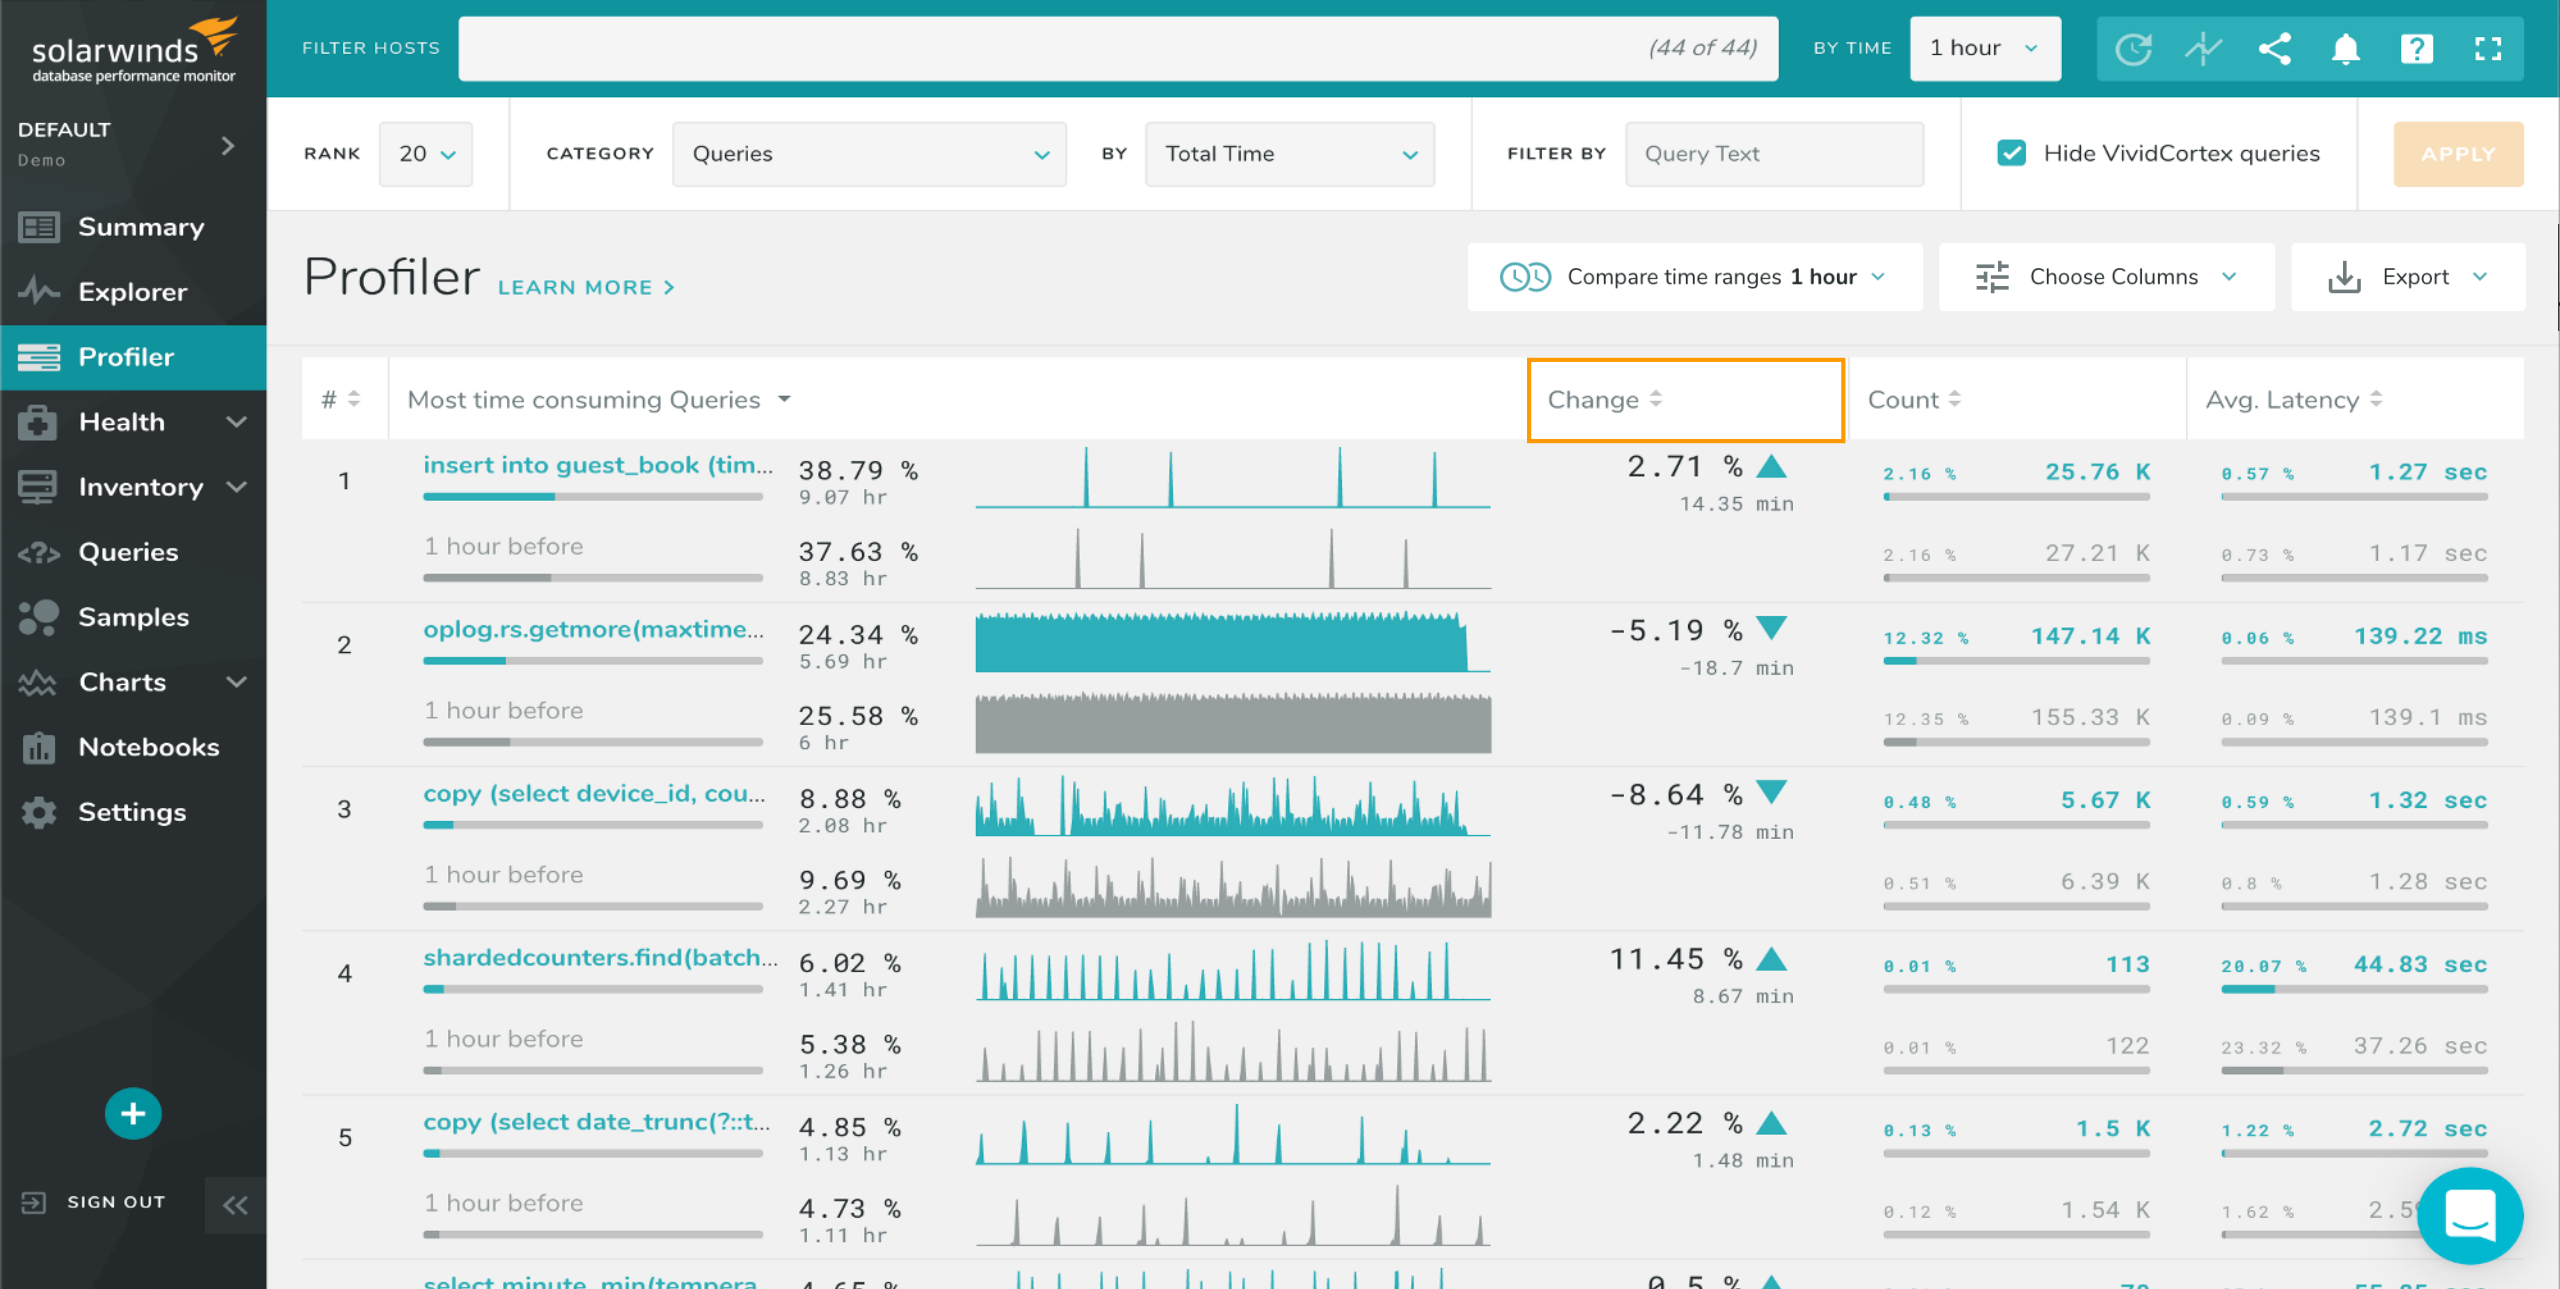 solarwinds
database performance monitor
DEFAULT
Demo
Summary
Explorer
Profiler
Health
Inventory
Queries
Samples
Charts
Notebooks
Settings
SIGN OUT
FILTER HOSTS (44 of 44) BY TIME 1 hour
RANK 20 CATEGORY Queries BY Total Time FILTER BY Query Text Hide VividCortex queries APPLY
Profiler LEARN MORE Compare time ranges 1 hour Choose Columns Export
# Most time consuming Queries Change Count Avg. Latency
1 insert into guest_book (tim... 38.79 % 2.71 % 2.16 % 25.76 K 0.57 % 1.27 sec
9.07 hr 14.35 min
1 hour before 37.63 % 2.16 % 27.21 K 0.73 % 1.17 sec
8.83 hr
2 oplog.rs.getmore(maxtime... 24.34 % -5.19 % 12.32 % 147.14 K 0.06 % 139.22 ms
5.69 hr -18.7 min
1 hour before 25.58 % 12.35 % 155.33 K 0.09 % 139.1 ms
6 hr
3 copy (select device_id, cou... 8.88 % -8.64 % 0.48 % 5.67 K 0.59 % 1.32 sec
2.08 hr -11.78 min
1 hour before 9.69 % 0.51 % 6.39 K 0.8 % 1.28 sec
2.27 hr
4 shardedcounters.find(batch... 6.02 % 11.45 % 0.01 % 113 20.07 % 44.83 sec
1.41 hr 8.67 min
1 hour before 5.38 % 0.01 % 122 23.32 % 37.26 sec
1.26 hr
5 copy (select date_trunc(?::t... 4.85 % 2.22 % 0.13 % 1.5 K 1.22 % 2.72 sec
1.13 hr 1.48 min
1 hour before 4.73 % 0.12 % 1.54 K 1.62 %
1.11 hr
select minute_min(tempera 4.65 % 0.5 %